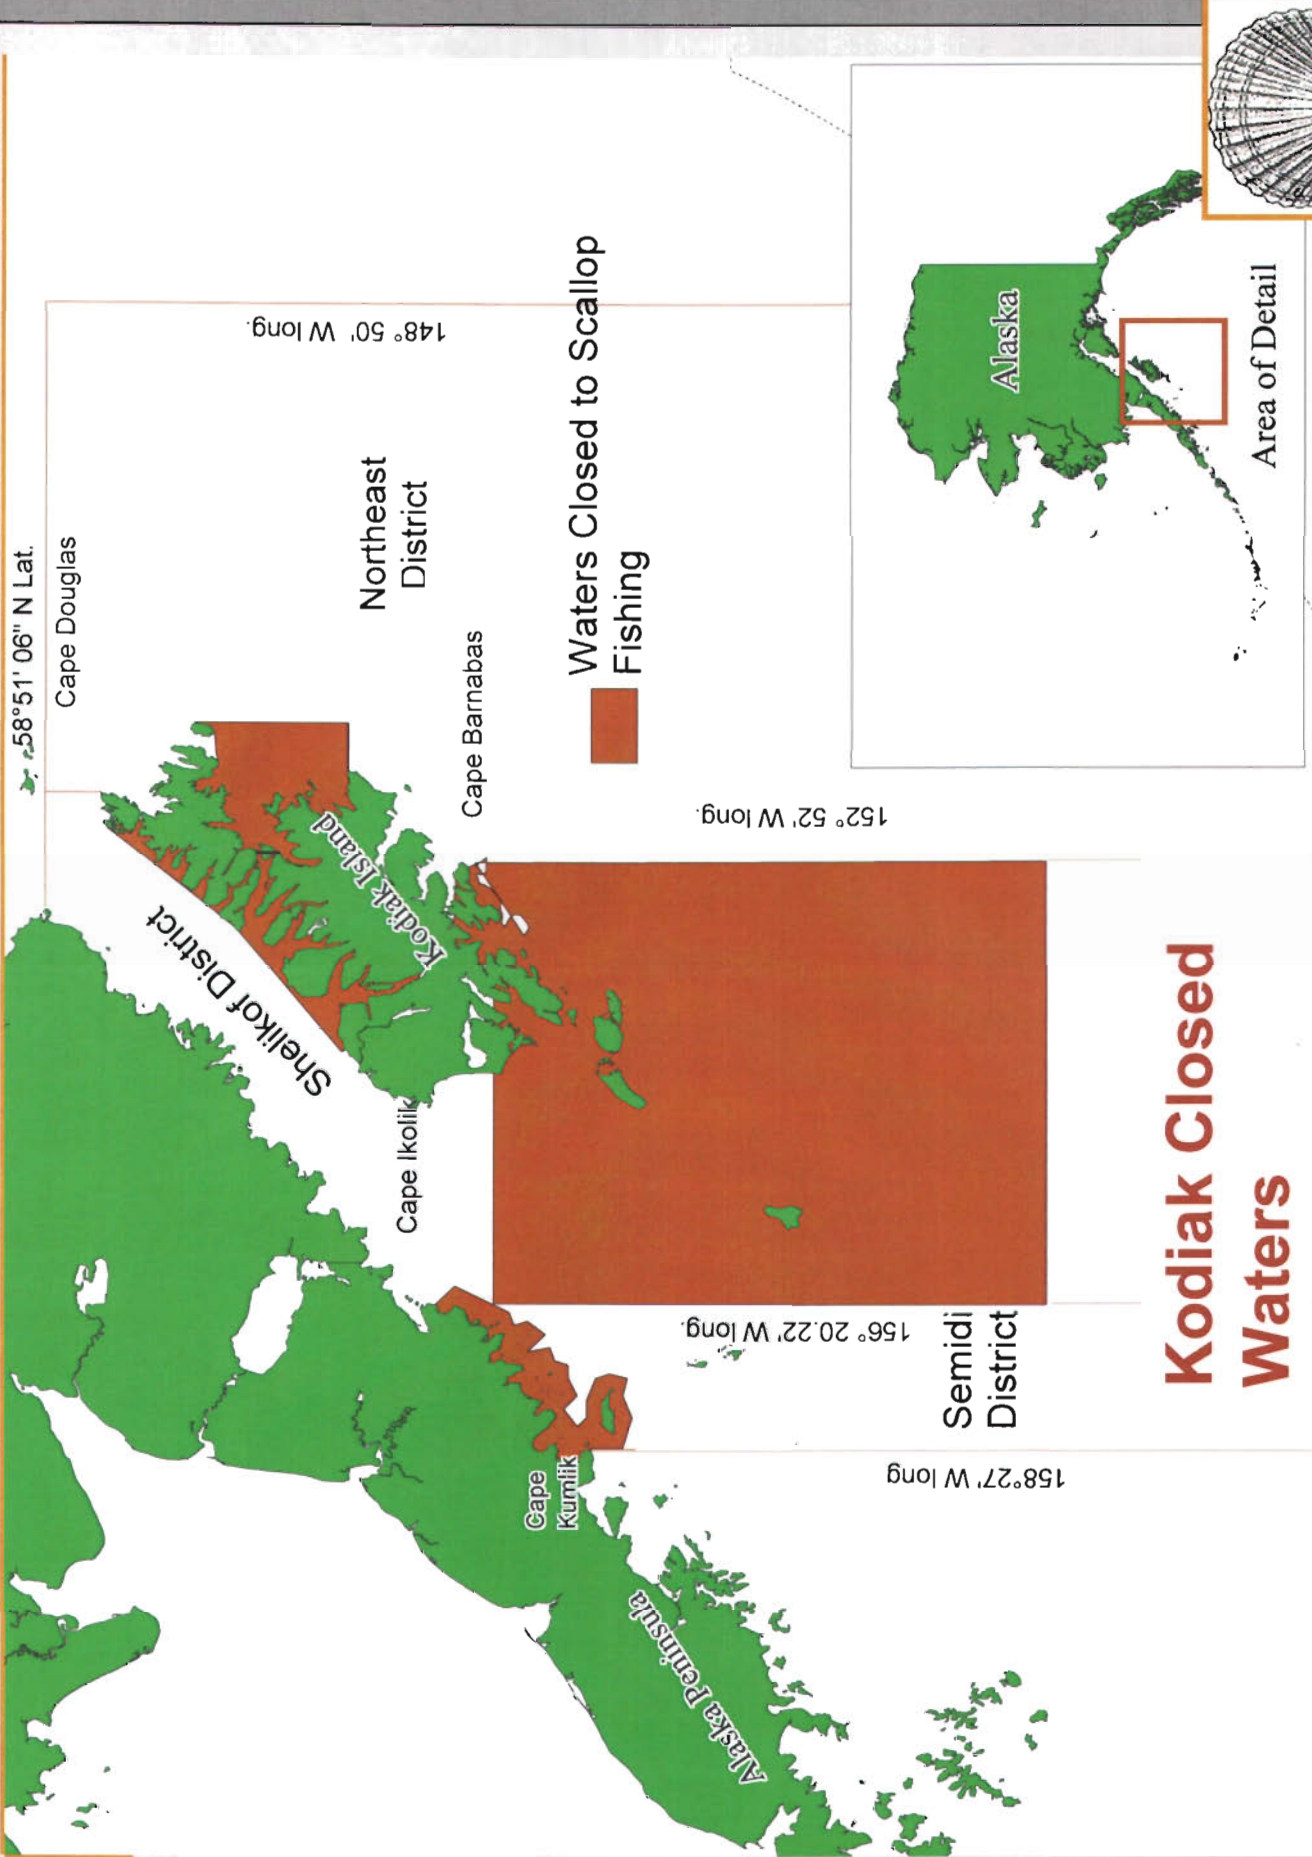 58°51' 06" N Lat.
Cape Douglas
148° 50' W long.
Northeast
District
Shelikof District
Kodiak Island
Cape Barnabas
Cape Ikolik
Waters Closed to Scallop
Fishing
152° 52' W long.
156° 20.22' W long.
Semidi
District
Cape
Kumlik
158°27' W long
Alaska Peninsula
Alaska
Area of Detail
Kodiak Closed
Waters